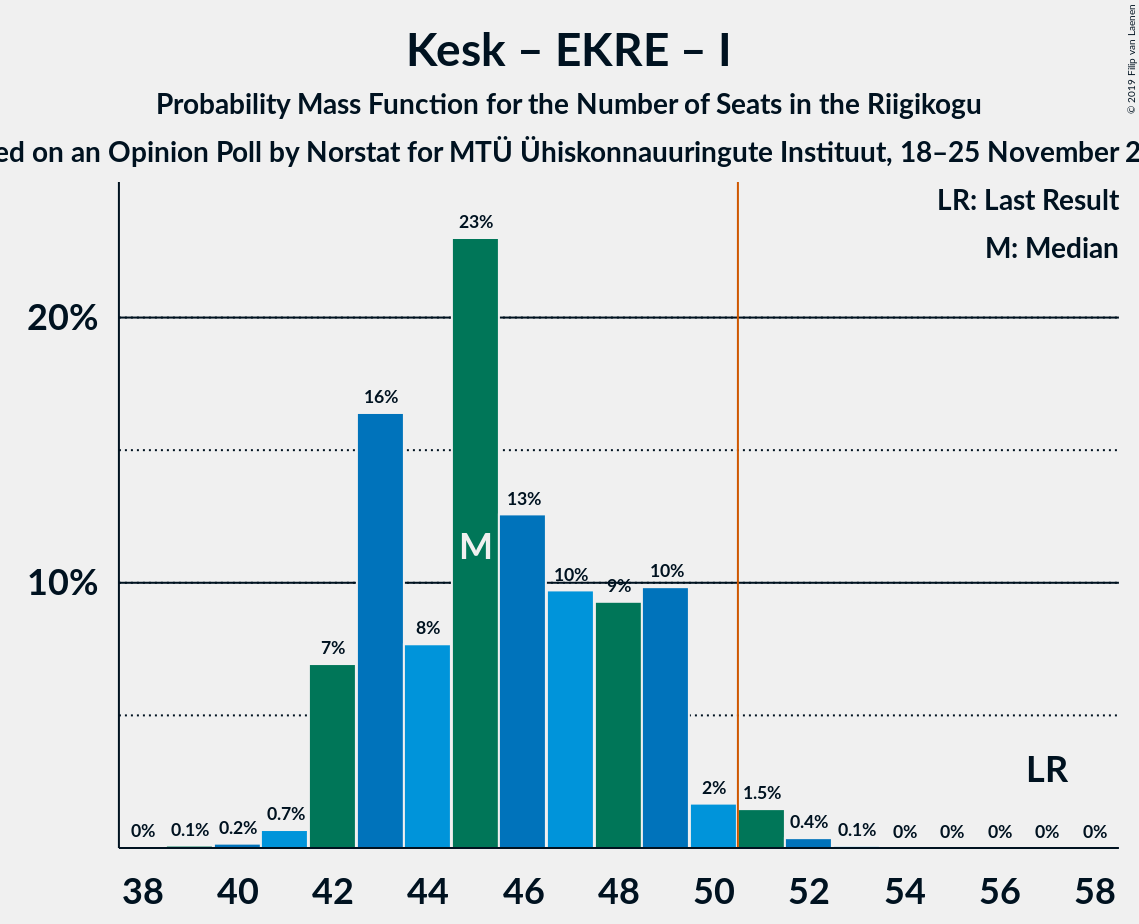 Kesk – EKRE – I
Probability Mass Function for the Number of Seats in the Riigikogu
ed on an Opinion Poll by Norstat for MTÜ Ühiskonnauuringute Instituut, 18–25 November 2
© 2019 Filip van Laenen
LR: Last Result
M: Median
20%
10%
0%
0.1%
0.2%
0.7%
7%
16%
8%
23%
13%
10%
9%
10%
2%
1.5%
0.4%
0.1%
0%
0%
0%
0%
0%
M
LR
38 40 42 44 46 48 50 52 54 56 58